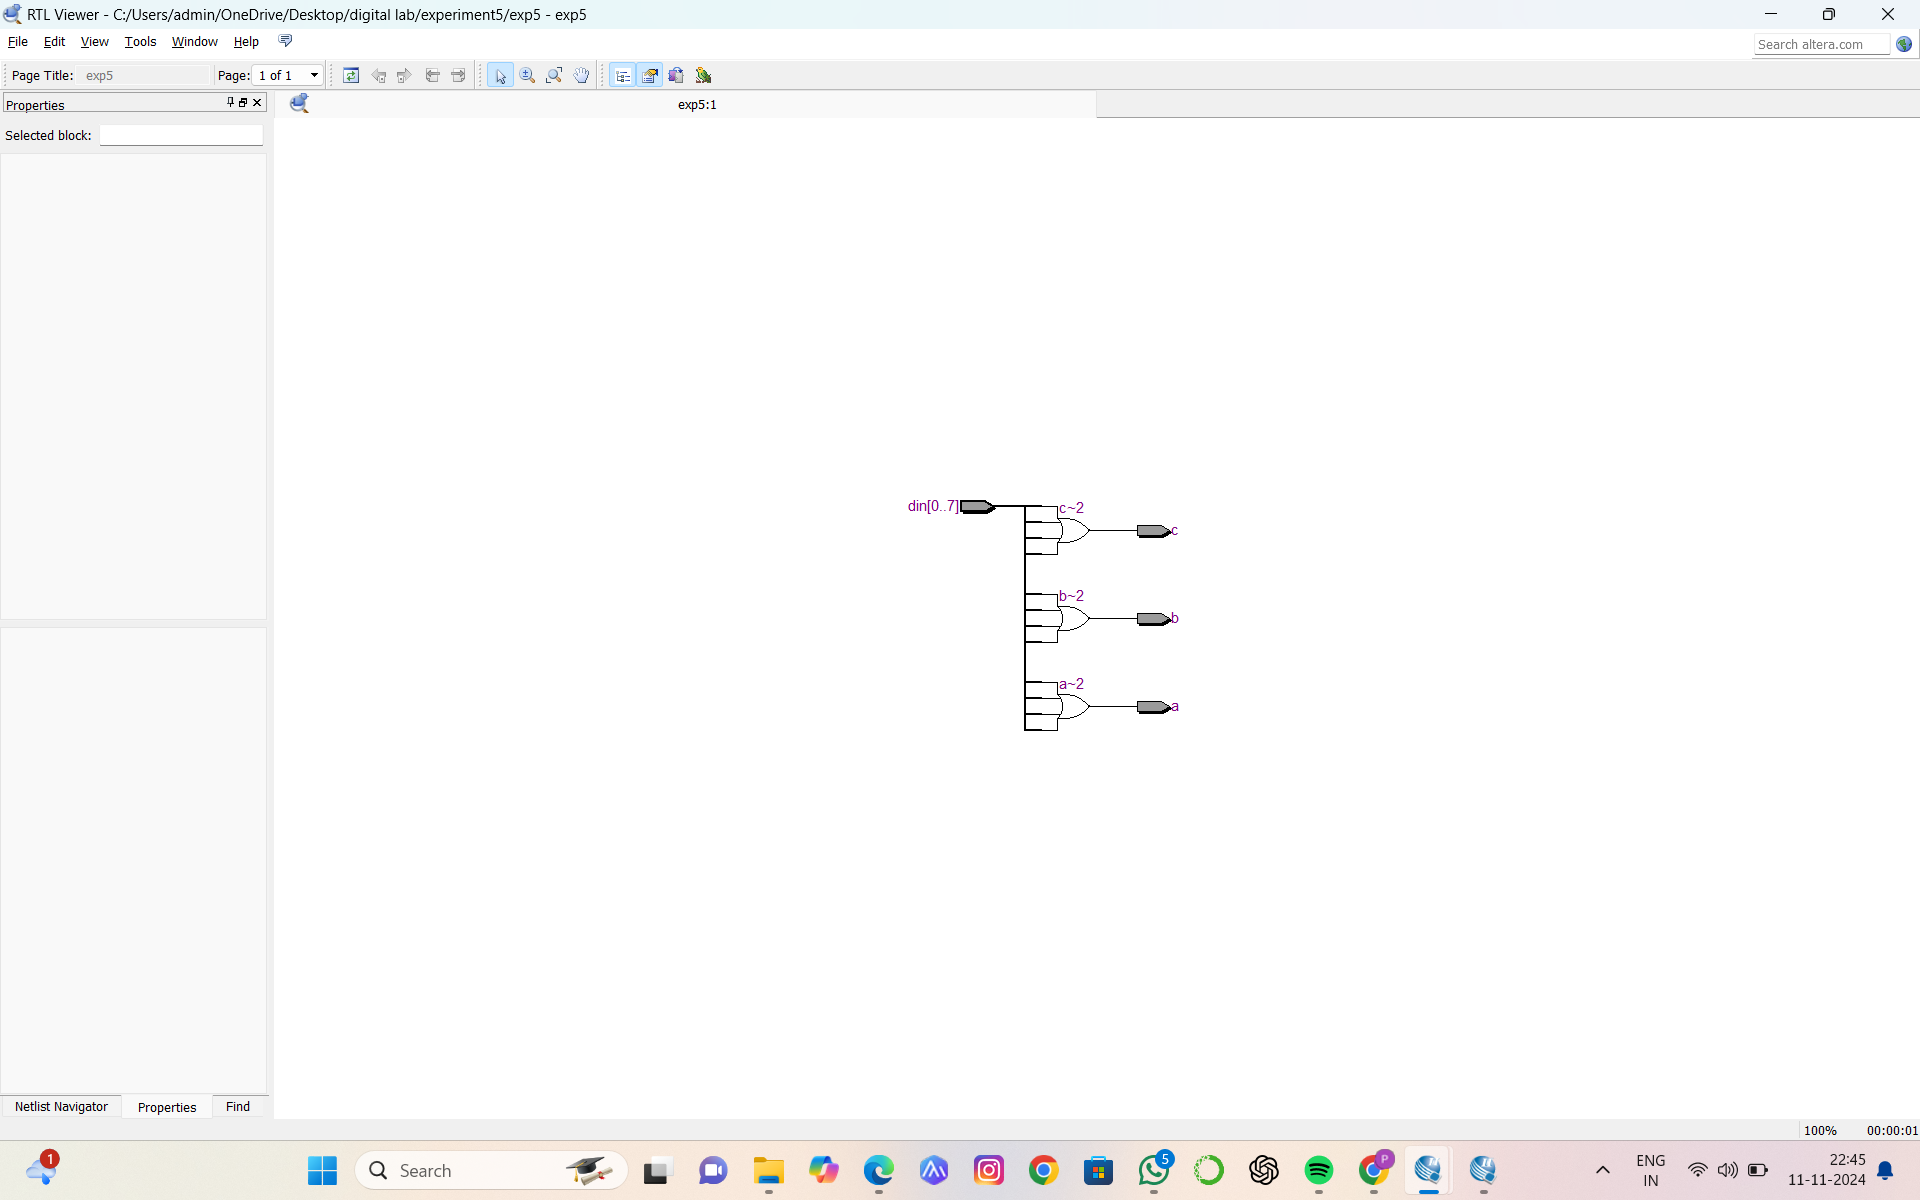 RTL Viewer - C:/Users/admin/OneDrive/Desktop/digital lab/experiment5/exp5 - exp5
File Edit View Tools Window Help
Search altera.com
Page Title: exp5 Page: 1 of 1
Properties
exp5:1
Selected block:
din[0..7]
c~2
c
b~2
b
a~2
a
Netlist Navigator Properties Find
100% 00:00:01
1
Search
5
P
ENG
IN
22:45
11-11-2024